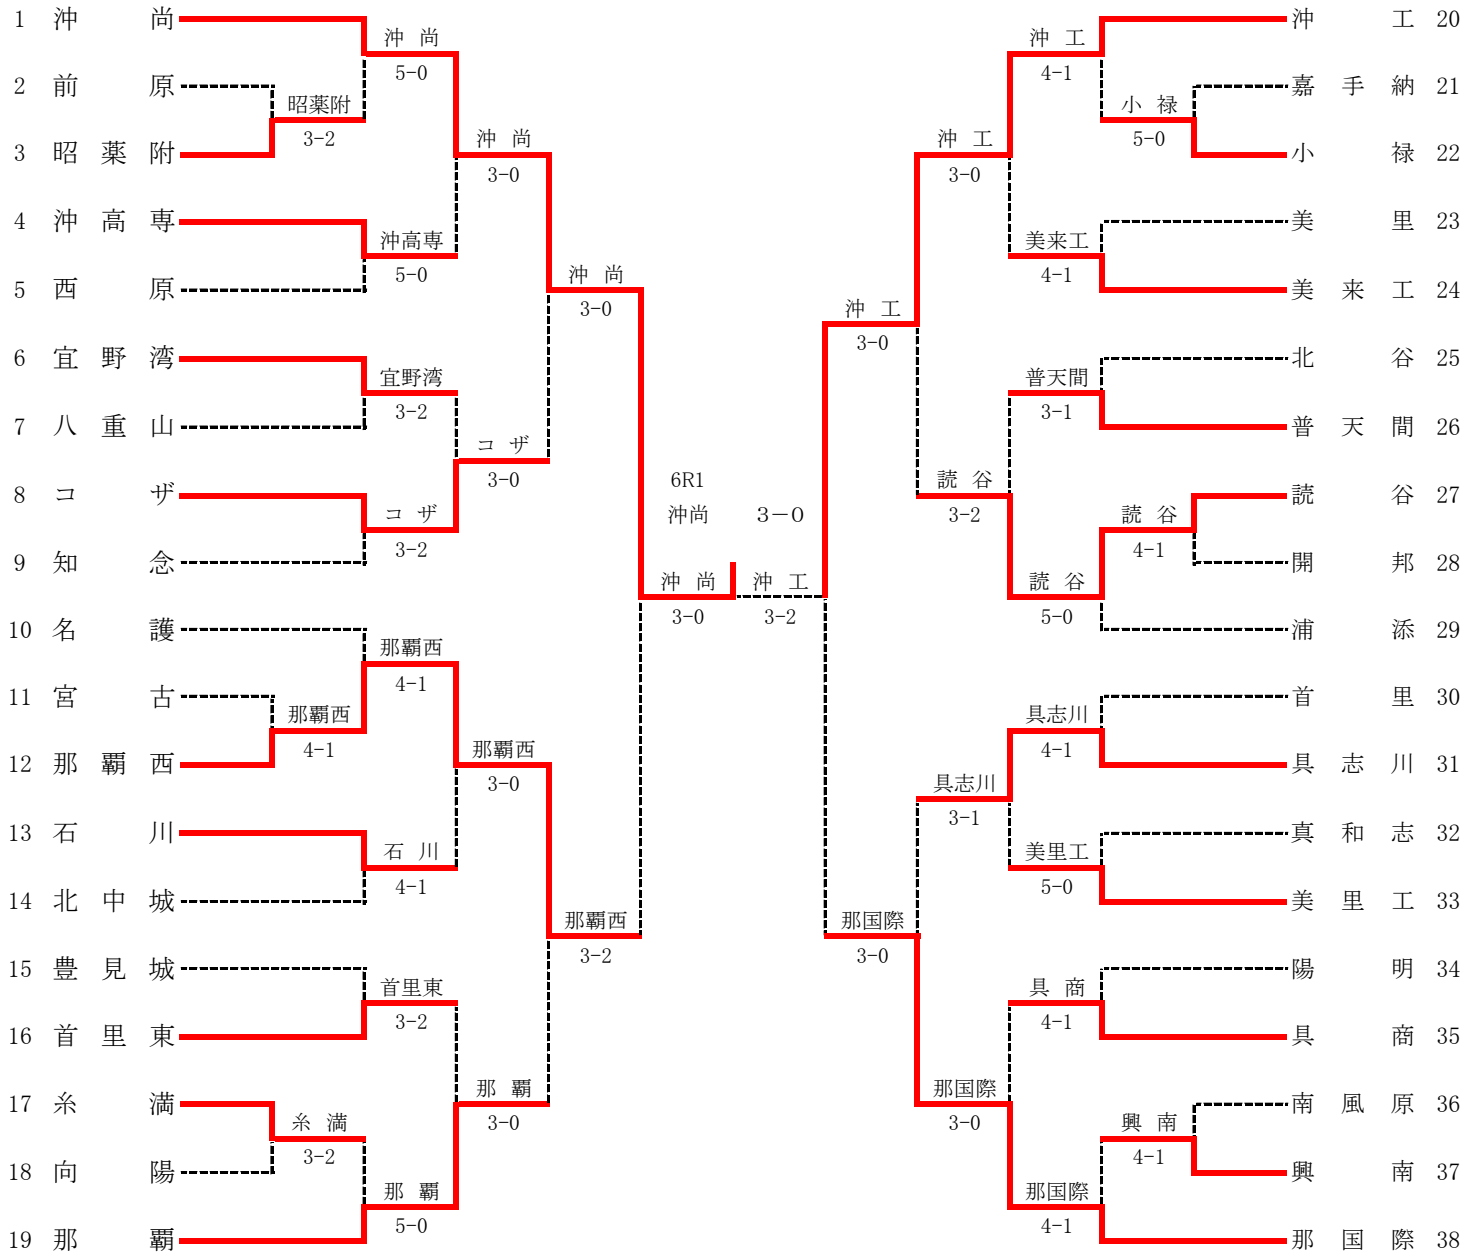 1 沖尚
2 前原
3 昭薬附
4 沖高専
5 西原
6 宜野湾
7 八重山
8 コザ
9 知念
10 名護
11 宮古
12 那覇西
13 石川
14 北中城
15 豊見城
16 首里東
17 糸満
18 向陽
19 那覇
昭薬附
3-2
那覇西
4-1
糸満
3-2
沖尚
5-0
沖高専
5-0
宜野湾
3-2
コザ
3-2
那覇西
4-1
石川
4-1
首里東
3-2
那覇
5-0
沖尚
3-0
コザ
3-0
那覇西
3-0
那覇
3-0
沖尚
3-0
那覇西
3-2
沖尚
3-0
6R1
沖尚 3－0
沖工
3-2
沖工
3-0
那国際
3-0
沖工
3-0
読谷
3-2
具志川
3-1
那国際
3-0
沖工
4-1
美来工
4-1
普天間
3-1
読谷
5-0
具志川
4-1
美里工
5-0
具商
4-1
那国際
4-1
小禄
5-0
読谷
4-1
興南
4-1
沖工 20
嘉手納 21
小禄 22
美里 23
美来工 24
北谷 25
普天間 26
読谷 27
開邦 28
浦添 29
首里 30
具志川 31
真和志 32
美里工 33
陽明 34
具商 35
南風原 36
興南 37
那国際 38